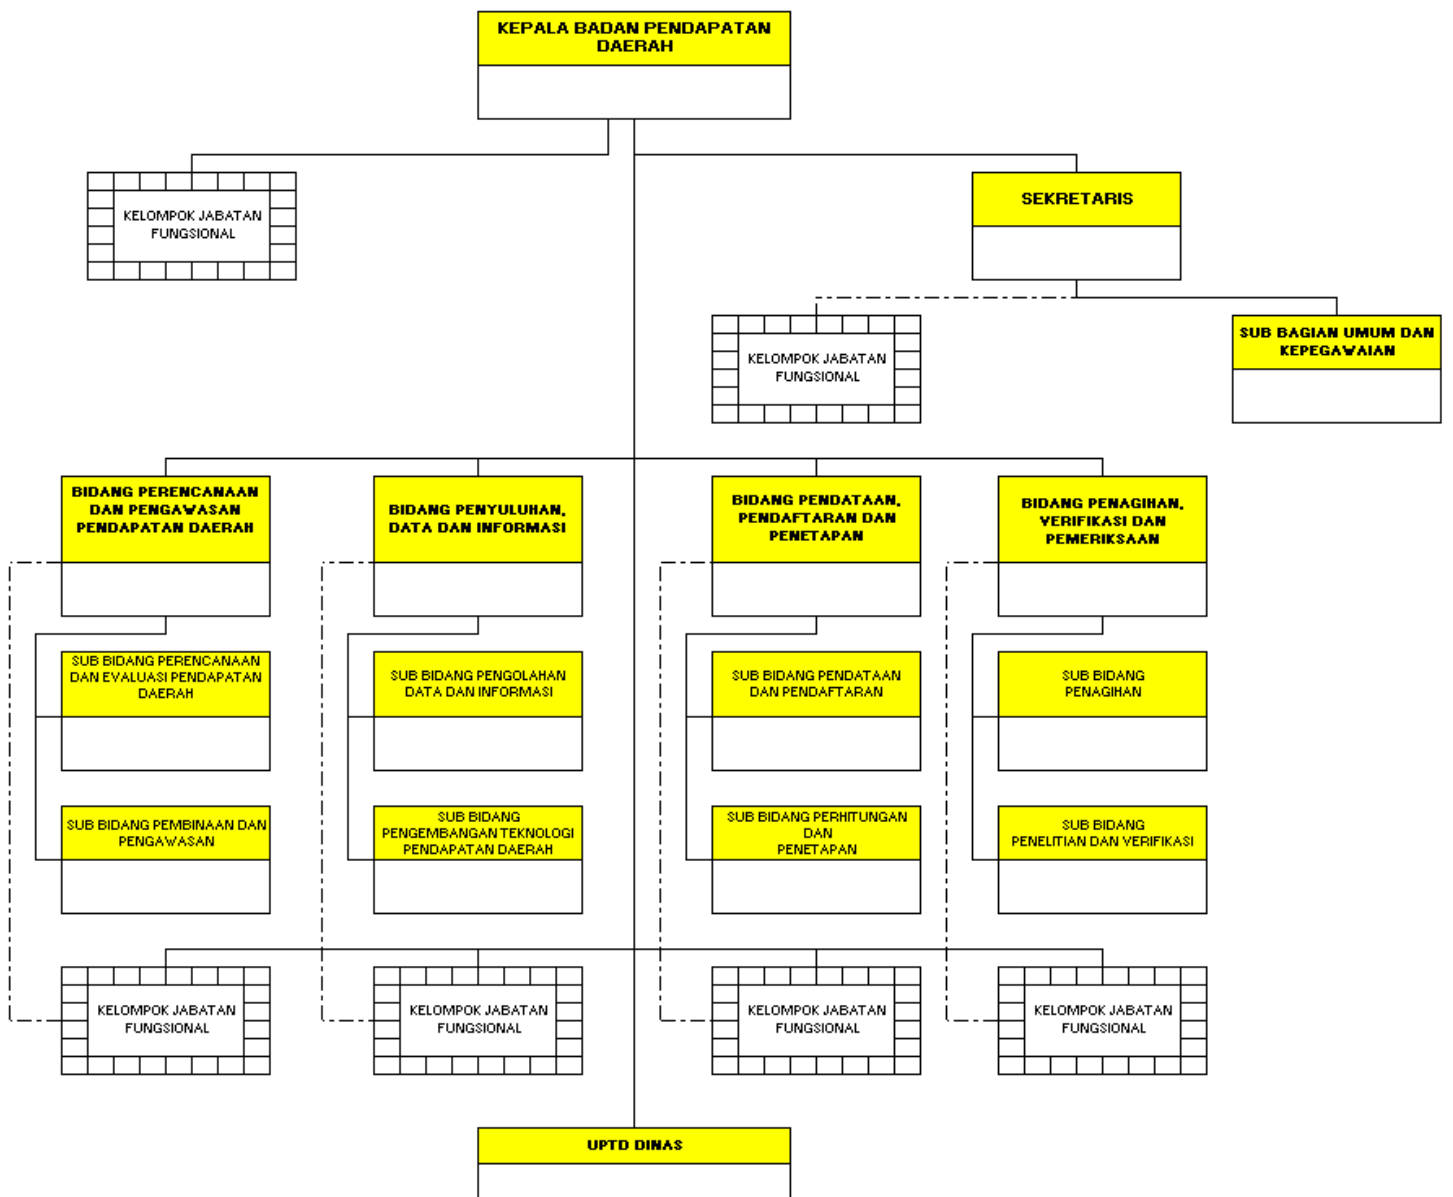 KEPALA BADAN PENDAPATAN
DAERAH
KELOMPOK JABATAN
FUNGSIONAL
SEKRETARIS
KELOMPOK JABATAN
FUNGSIONAL
SUB BAGIAN UMUM DAN
KEPEGAWAIAN
BIDANG PERENCANAAN
DAN PENGAWASAN
PENDAPATAN DAERAH
BIDANG PENYULUHAN,
DATA DAN INFORMASI
BIDANG PENDATAAN,
PENDAFTARAN DAN
PENETAPAN
BIDANG PENAGIHAN,
VERIFIKASI DAN
PEMERIKSAAN
SUB BIDANG PERENCANAAN
DAN EVALUASI PENDAPATAN
DAERAH
SUB BIDANG PENGOLAHAN
DATA DAN INFORMASI
SUB BIDANG PENDATAAN
DAN PENDAFTARAN
SUB BIDANG
PENAGIHAN
SUB BIDANG PEMBINAAN DAN
PENGAWASAN
SUB BIDANG
PENGEMBANGAN TEKNOLOGI
PENDAPATAN DAERAH
SUB BIDANG PERHITUNGAN
DAN
PENETAPAN
SUB BIDANG
PENELITIAN DAN VERIFIKASI
KELOMPOK JABATAN
FUNGSIONAL
KELOMPOK JABATAN
FUNGSIONAL
KELOMPOK JABATAN
FUNGSIONAL
KELOMPOK JABATAN
FUNGSIONAL
UPTD DINAS